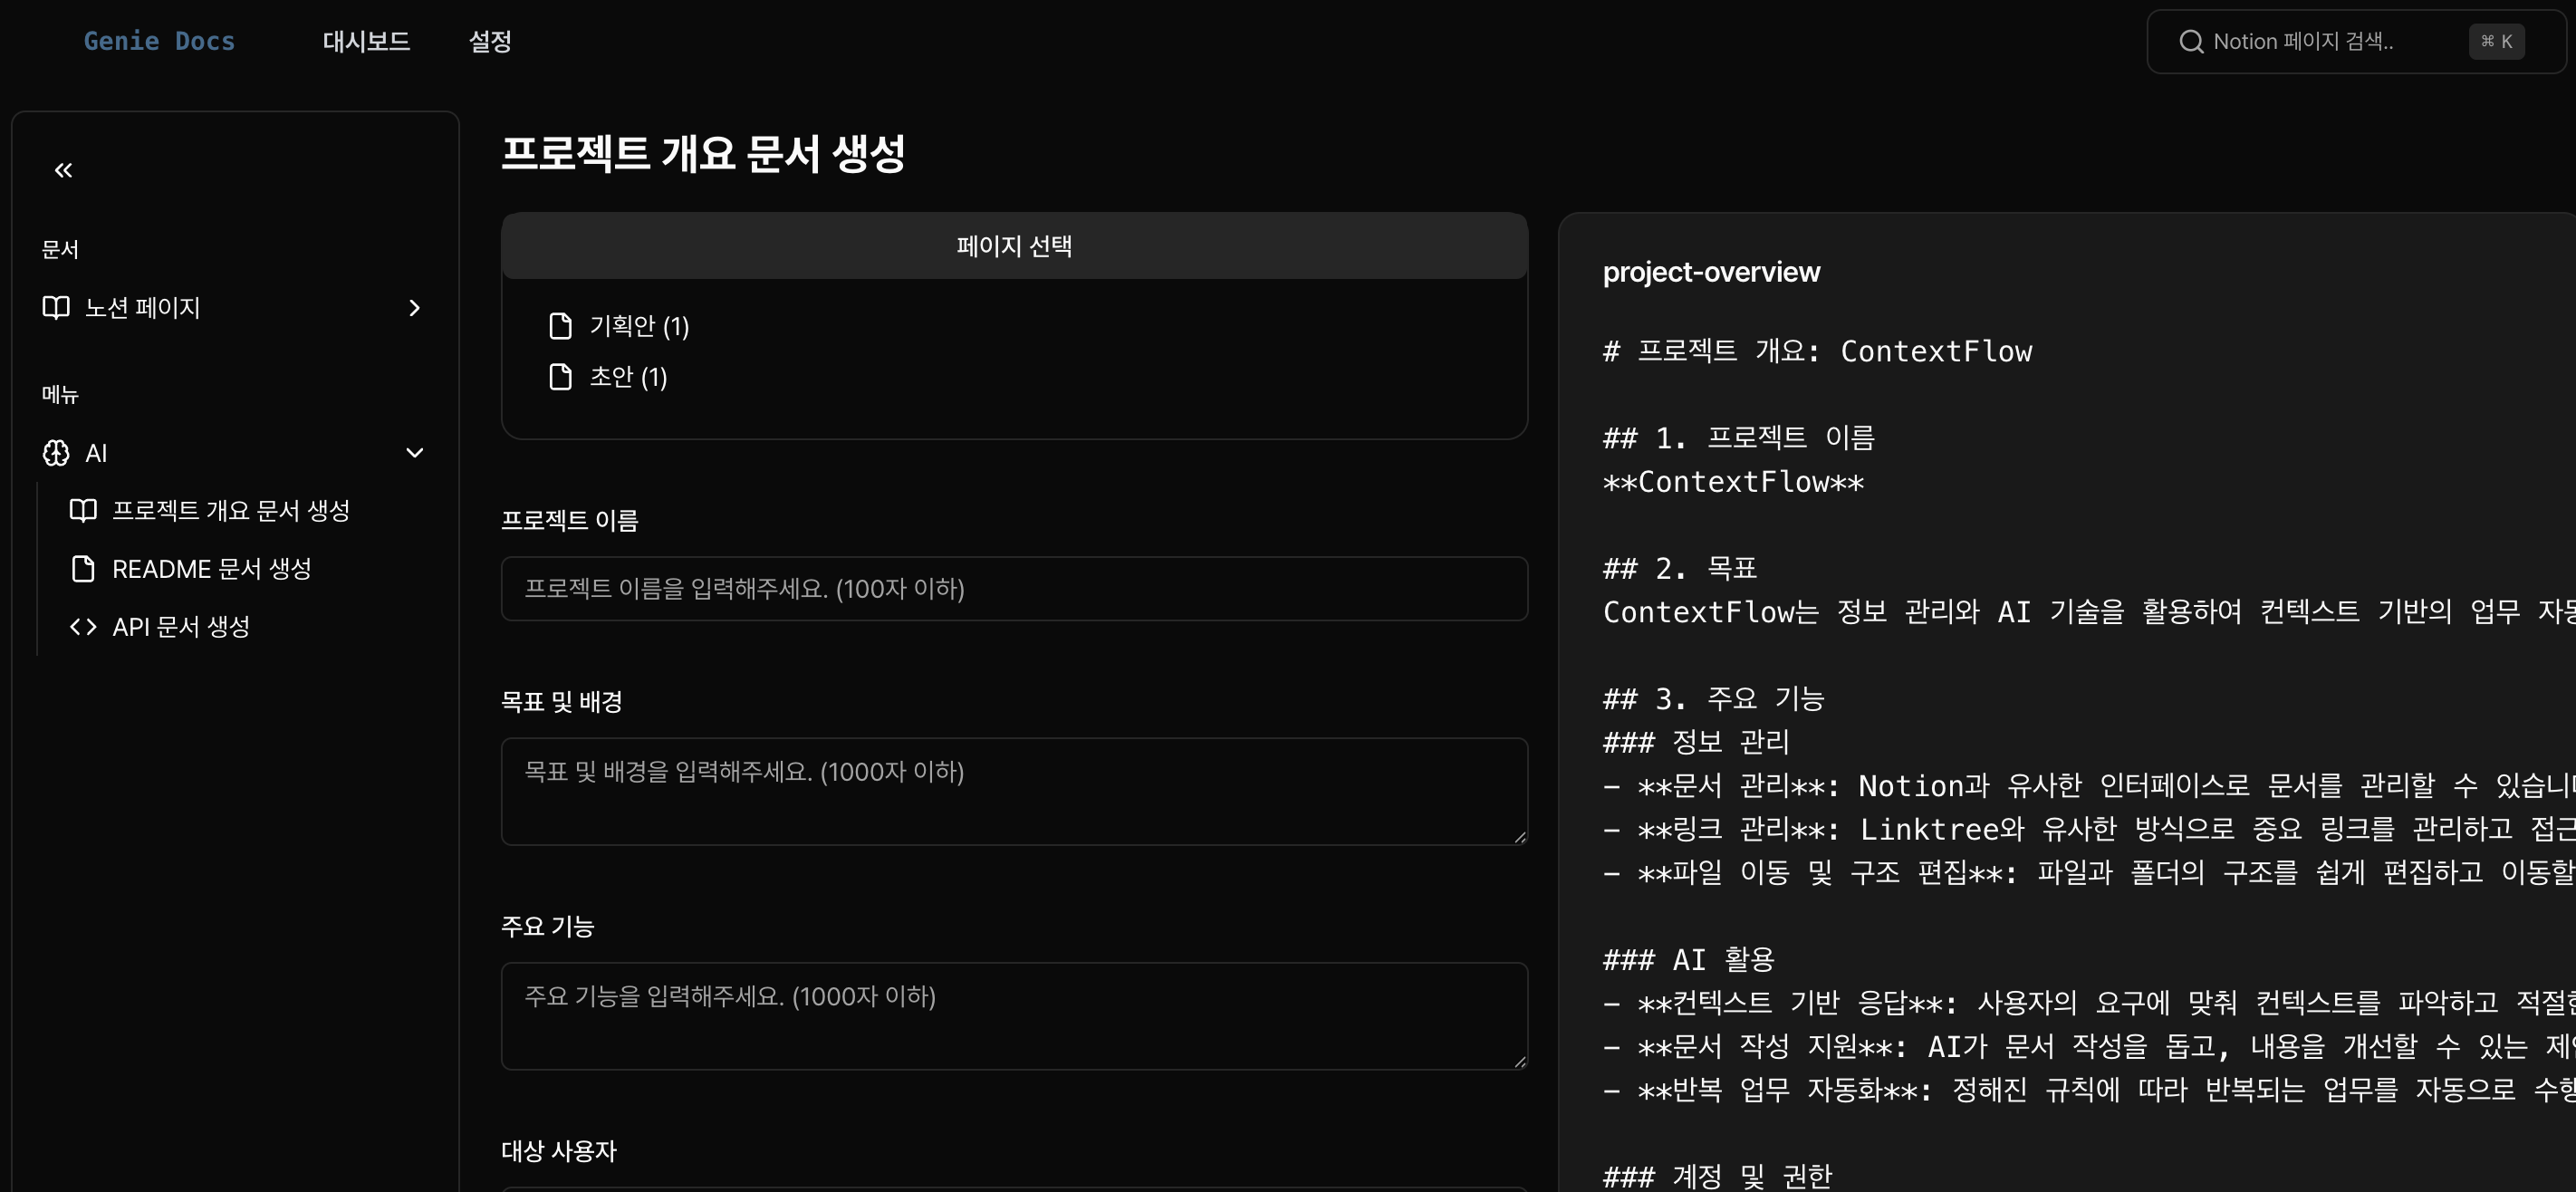 Genie Docs
대시보드
설정
Notion 페이지 검색..
⌘ K
문서
노션 페이지
메뉴
AI
프로젝트 개요 문서 생성
README 문서 생성
API 문서 생성
프로젝트 개요 문서 생성
페이지 선택
기획안 (1)
초안 (1)
프로젝트 이름
프로젝트 이름을 입력해주세요. (100자 이하)
목표 및 배경
목표 및 배경을 입력해주세요. (1000자 이하)
주요 기능
주요 기능을 입력해주세요. (1000자 이하)
대상 사용자
project-overview
# 프로젝트 개요: ContextFlow
## 1. 프로젝트 이름
**ContextFlow**
## 2. 목표
ContextFlow는 정보 관리와 AI 기술을 활용하여 컨텍스트 기반의 업무
## 3. 주요 기능
### 정보 관리
- **문서 관리**: Notion과 유사한 인터페이스로 문서를 관리할 수
- **링크 관리**: Linktree와 유사한 방식으로 중요 링크를 관리하고
- **파일 이동 및 구조 편집**: 파일과 폴더의 구조를 쉽게 편집하고 이동할
### AI 활용
- **컨텍스트 기반 응답**: 사용자의 요구에 맞춰 컨텍스트를 파악하고
- **문서 작성 지원**: AI가 문서 작성을 돕고, 내용을 개선할 수 있는
- **반복 업무 자동화**: 정해진 규칙에 따라 반복되는 업무를 자동으로
### 계정 및 권한